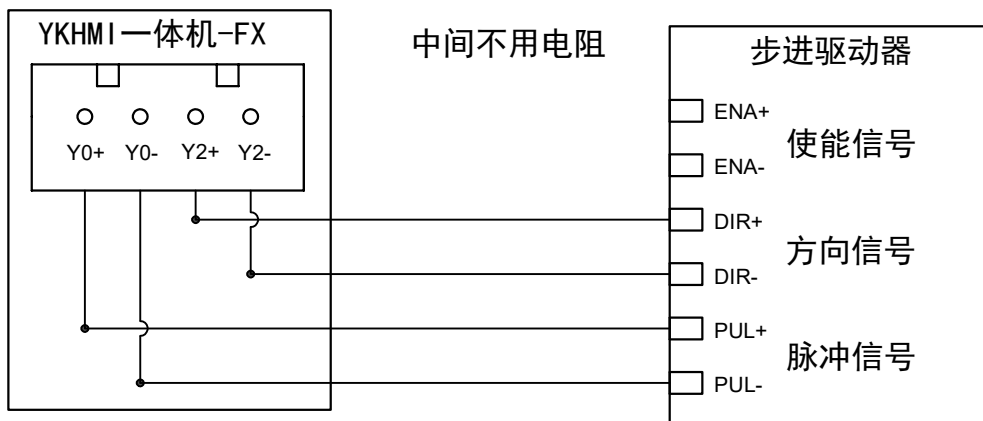 YKHMI一体机-FX
中间不用电阻
步进驱动器
Y0+ Y0- Y2+ Y2-
ENA+
使能信号
ENA-
DIR+
方向信号
DIR-
PUL+
脉冲信号
PUL-